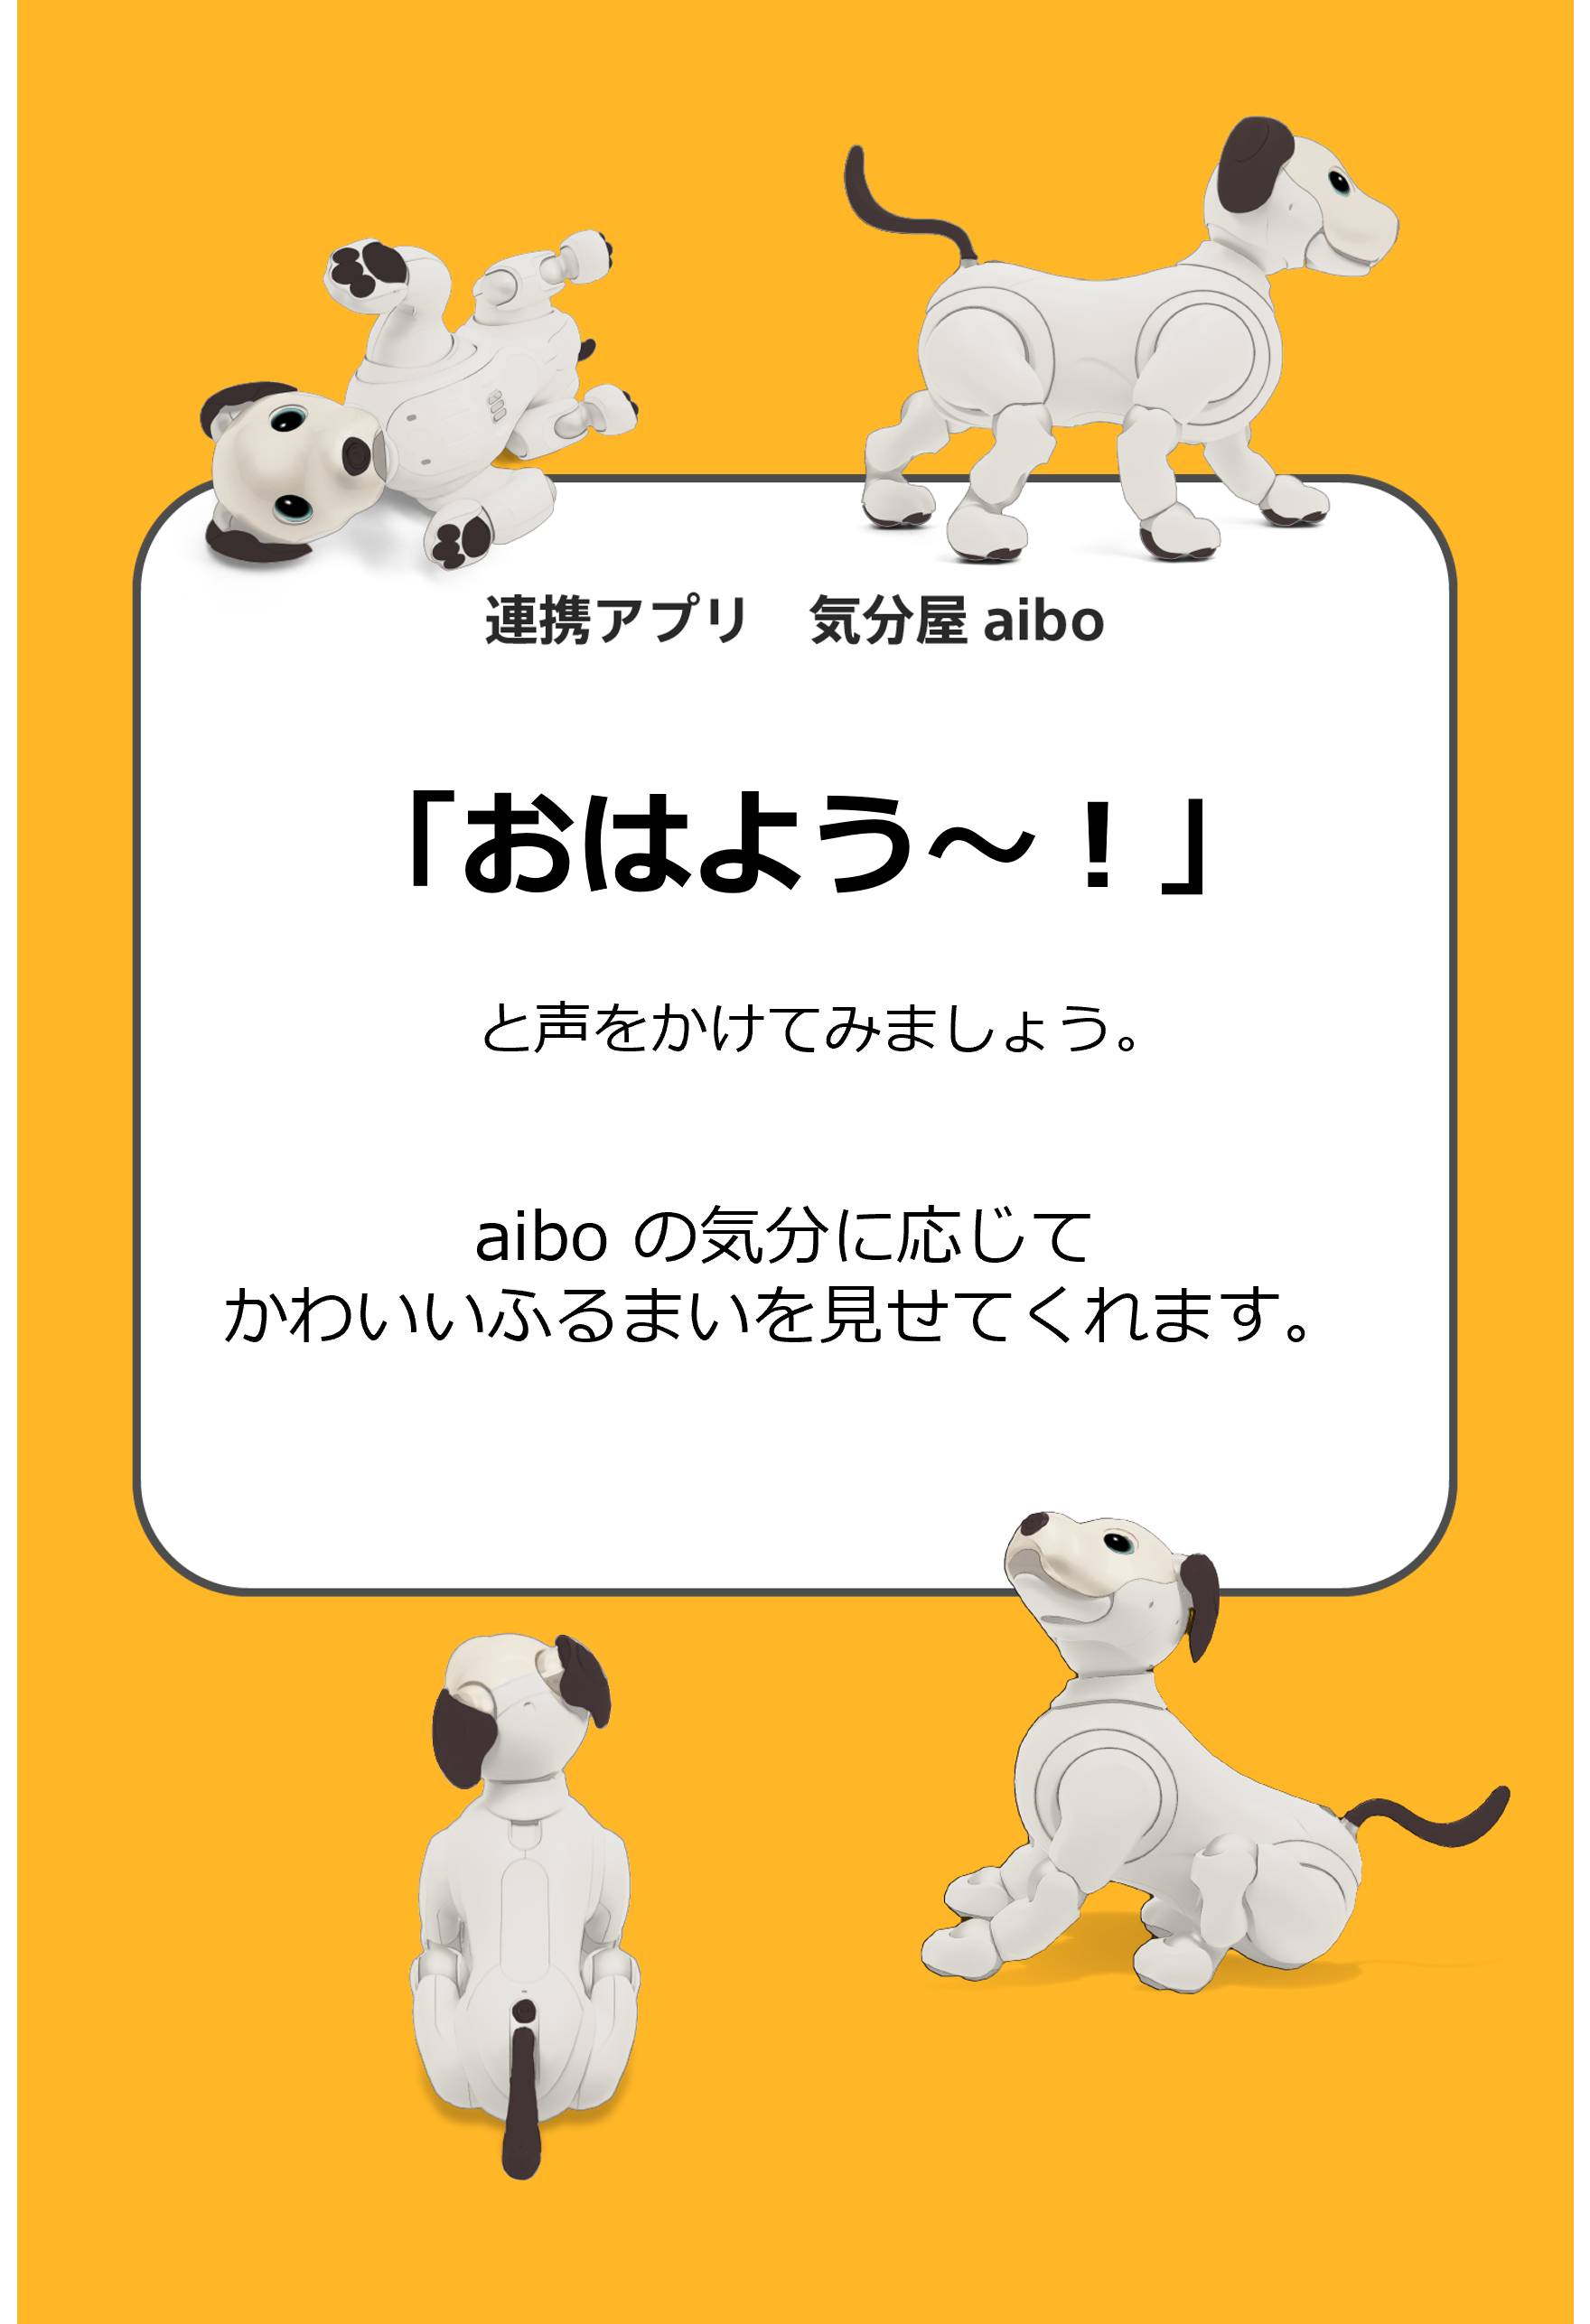 連携アプリ　気分屋 aibo
「おはよう～！」
と声をかけてみましょう。
aibo の気分に応じて
かわいいふるまいを見せてくれます。